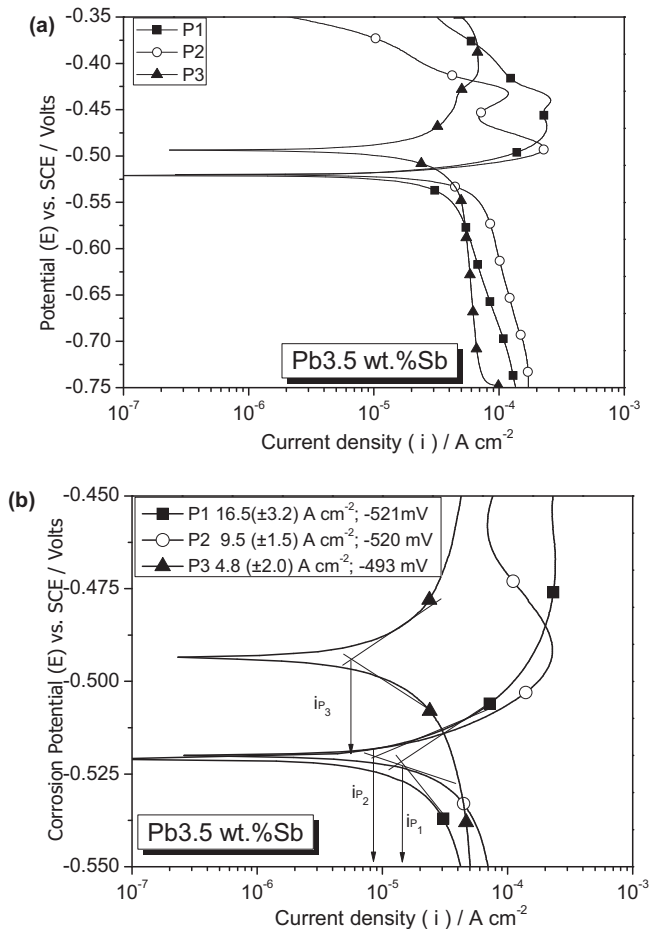 (a)
P1
P2
P3
-0.35
-0.40
-0.45
-0.50
-0.55
-0.60
-0.65
-0.70
-0.75
Potential (E) vs. SCE / Volts
Pb3.5 wt.%Sb
10-7
10-6
10-5
10-4
10-3
Current density ( i ) / A cm-2
(b)
P1 16.5(±3.2) A cm-2; -521mV
P2 9.5 (±1.5) A cm-2; -520 mV
P3 4.8 (±2.0) A cm-2; -493 mV
-0.450
-0.475
-0.500
-0.525
-0.550
Corrosion Potential (E) vs. SCE / Volts
iP3
iP2
iP1
Pb3.5 wt.%Sb
10-7
10-6
10-5
10-4
10-3
Current density ( i ) / A cm-2